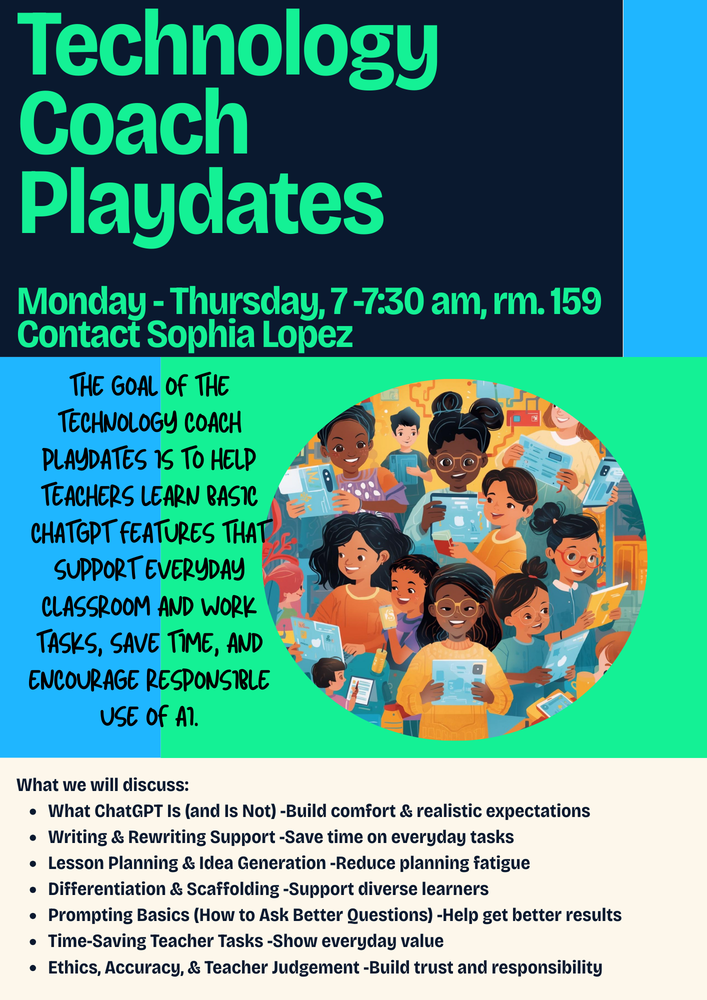 Technology
Coach
Playdates
Monday - Thursday, 7 -7:30 am, rm. 159
Contact Sophia Lopez
THE GOAL OF THE
TECHNOLOGY COACH
PLAYDATES IS TO HELP
TEACHERS LEARN BASIC
CHATGPT FEATURES THAT
SUPPORT EVERYDAY
CLASSROOM AND WORK
TASKS, SAVE TIME, AND
ENCOURAGE RESPONSIBLE
USE OF AI.
What we will discuss:
• What ChatGPT Is (and Is Not) -Build comfort & realistic expectations
• Writing & Rewriting Support -Save time on everyday tasks
• Lesson Planning & Idea Generation -Reduce planning fatigue
• Differentiation & Scaffolding -Support diverse learners
• Prompting Basics (How to Ask Better Questions) -Help get better results
• Time-Saving Teacher Tasks -Show everyday value
• Ethics, Accuracy, & Teacher Judgement -Build trust and responsibility